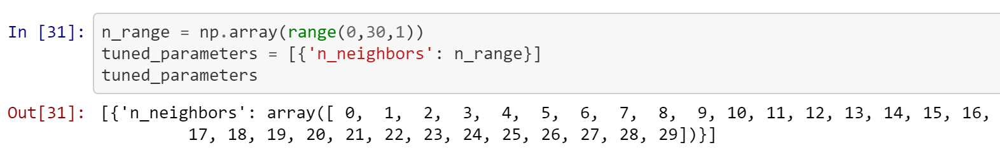 In [31]: n_range = np.array(range(0,30,1))
tuned_parameters = [{'n_neighbors': n_range}]
tuned_parameters
Out[31]: [{'n_neighbors': array([ 0,  1,  2,  3,  4,  5,  6,  7,  8,  9, 10, 11, 12, 13, 14, 15, 16,
17, 18, 19, 20, 21, 22, 23, 24, 25, 26, 27, 28, 29])}]